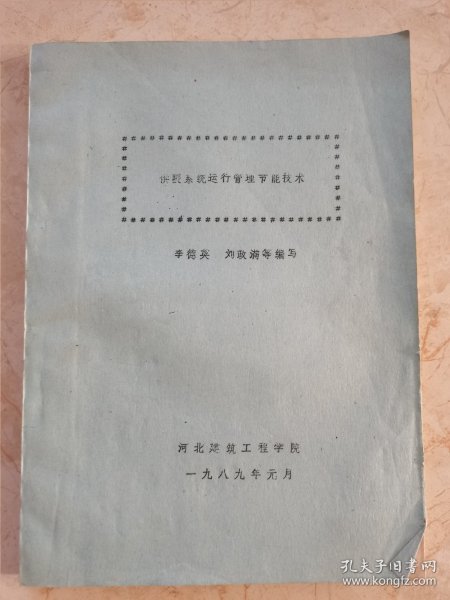 供暖系统运行管理节能技术
李德英 刘政满等编写
河北建筑工程学院
一九八九年元月
孔夫子旧书网
www.kongfz.com